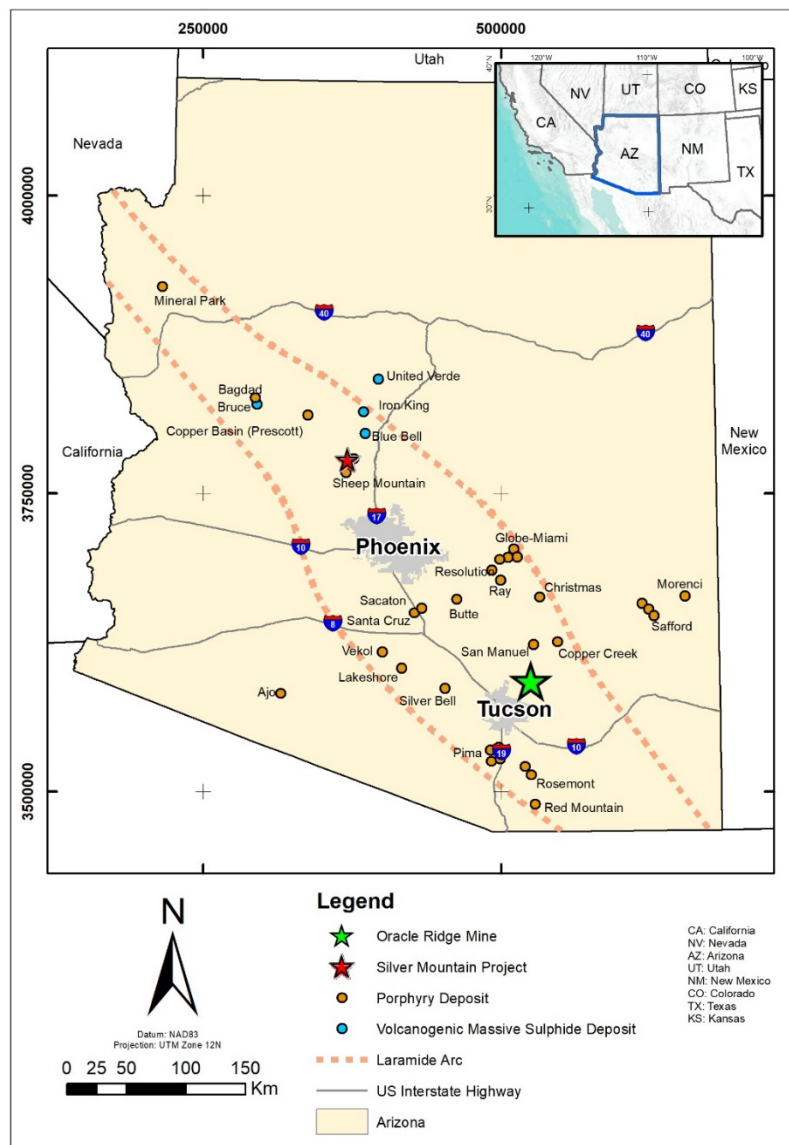 250000
500000
Utah
120°W
110°W
100°W
40°N
30°N
NV
UT
CO
KS
CA
AZ
NM
TX
Nevada
4000000
Mineral Park
40
40
United Verde
Bagdad
Bruce
Iron King
Copper Basin (Prescott)
Blue Bell
New
Mexico
California
Sheep Mountain
3750000
17
10
Phoenix
Globe-Miami
Resolution
Ray
Christmas
Morenci
Sacaton
Santa Cruz
Butte
Safford
8
Vekol
San Manuel
Copper Creek
Lakeshore
Ajo
Silver Bell
Tucson
Pima
19
10
Rosemont
3500000
Red Mountain
N
Datum: NAD83
Projection: UTM Zone 12N
0 25 50 100 150
Km
Legend
Oracle Ridge Mine
Silver Mountain Project
Porphyry Deposit
Volcanogenic Massive Sulphide Deposit
Laramide Arc
US Interstate Highway
Arizona
CA: California
NV: Nevada
AZ: Arizona
UT: Utah
NM: New Mexico
CO: Colorado
TX: Texas
KS: Kansas